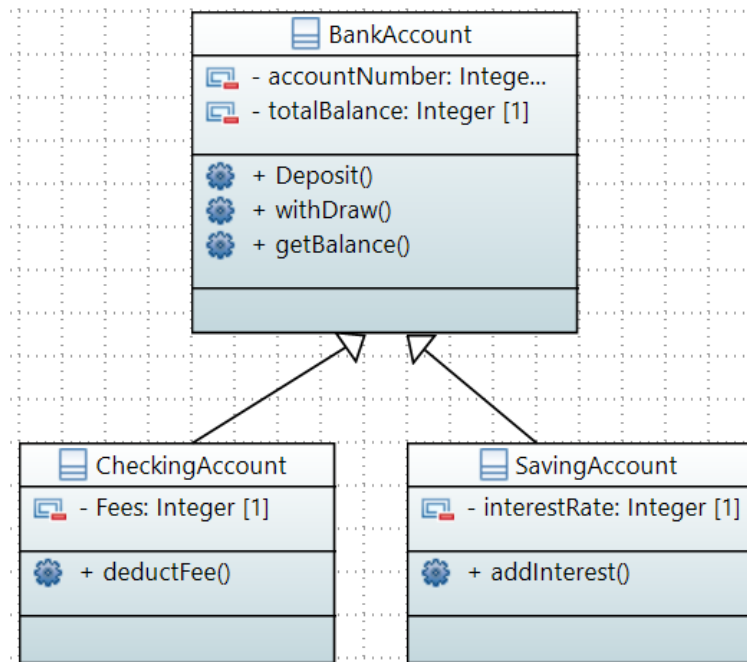 BankAccount
- accountNumber: Intege...
- totalBalance: Integer [1]
+ Deposit()
+ withDraw()
+ getBalance()
CheckingAccount
- Fees: Integer [1]
+ deductFee()
SavingAccount
- interestRate: Integer [1]
+ addInterest()